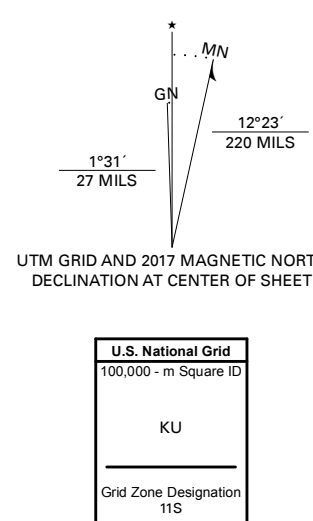 ★
MN
GN
12°23´
220 MILS
1°31´
27 MILS
UTM GRID AND 2017 MAGNETIC NORT
DECLINATION AT CENTER OF SHEET
U.S. National Grid
100,000 - m Square ID
KU
Grid Zone Designation
11S